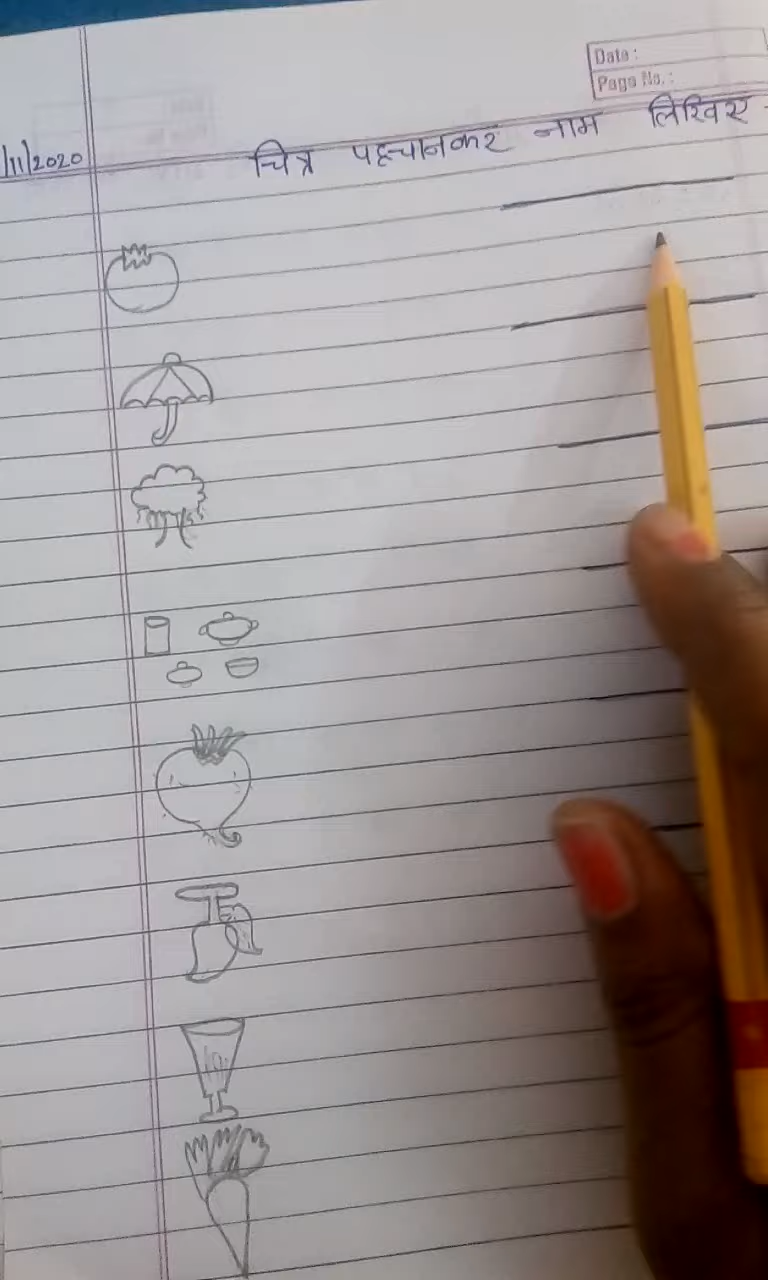 Date :
Page No. :
/11/2020
चित्र पहचानकर नाम लिखिए -